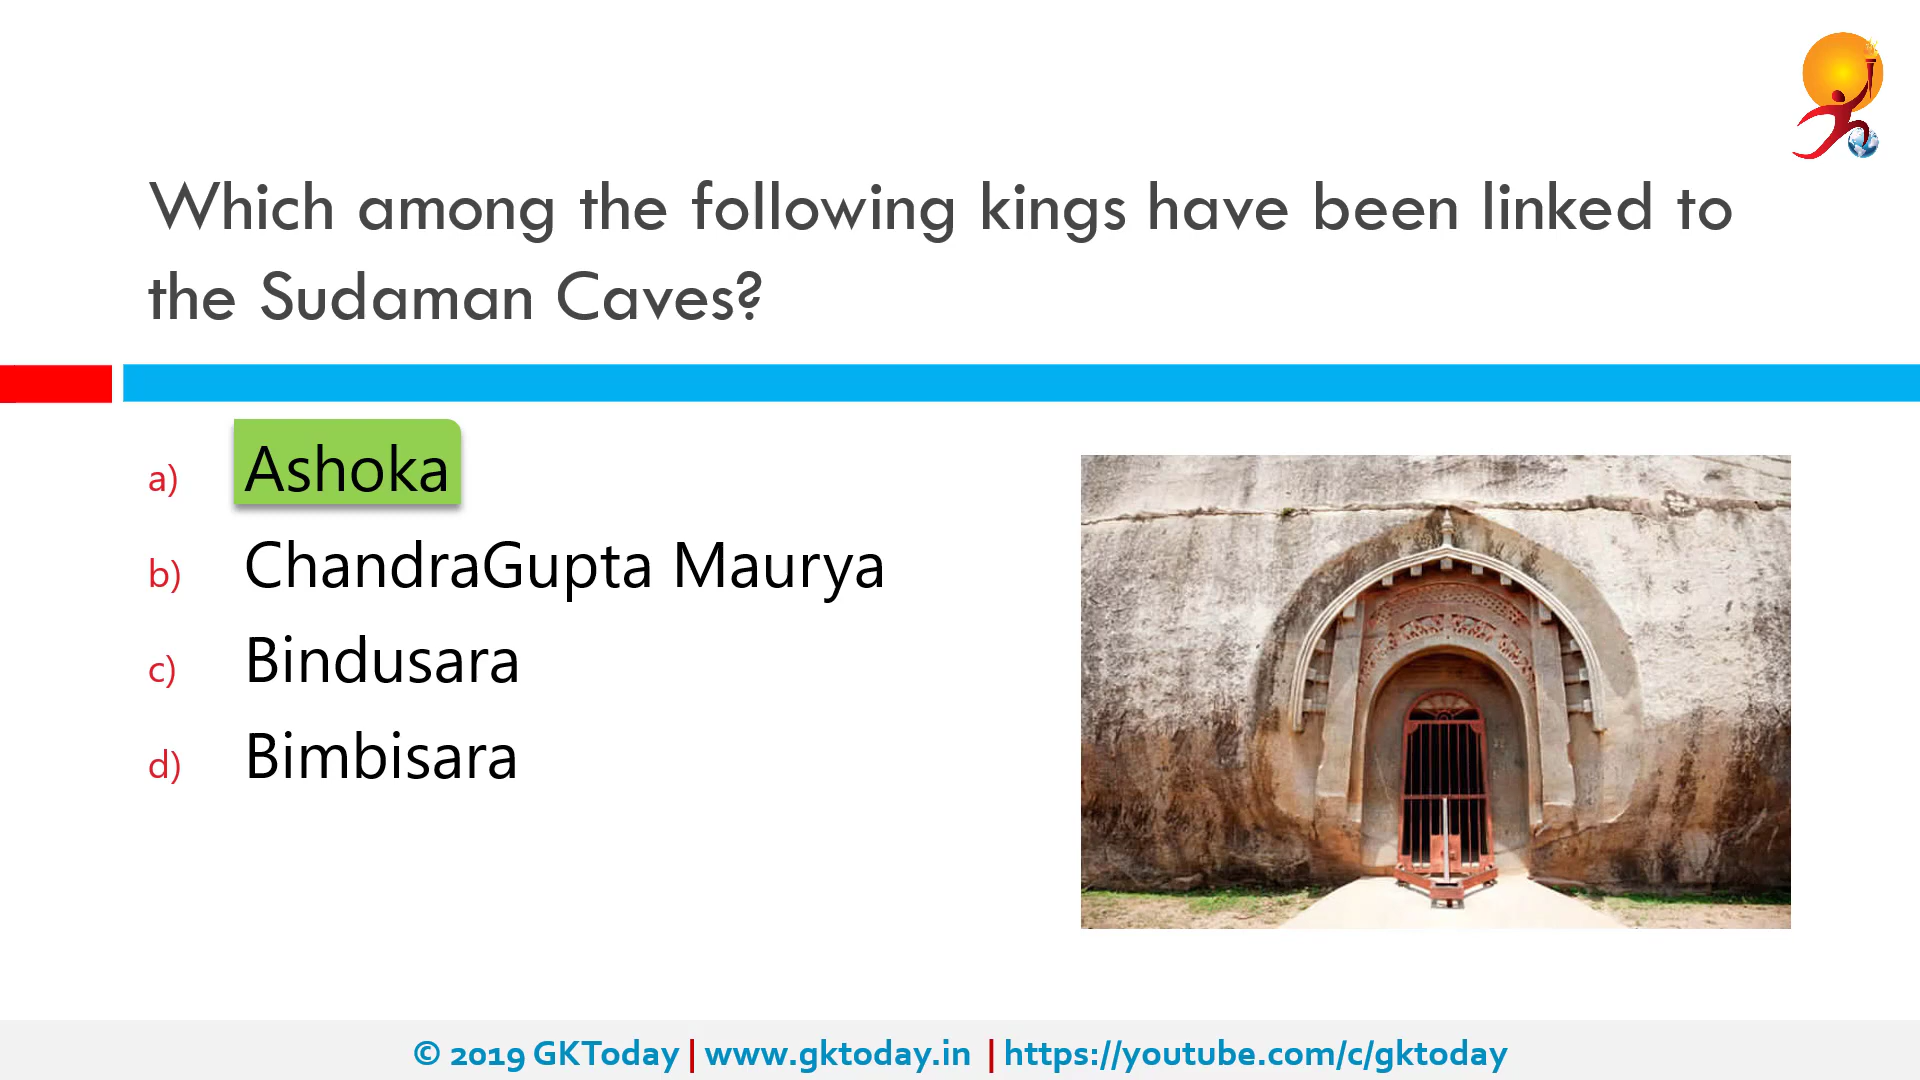 Which among the following kings have been linked to
the Sudaman Caves?
a) Ashoka
b) ChandraGupta Maurya
c) Bindusara
d) Bimbisara
© 2019 GKToday | www.gktoday.in | https://youtube.com/c/gktoday